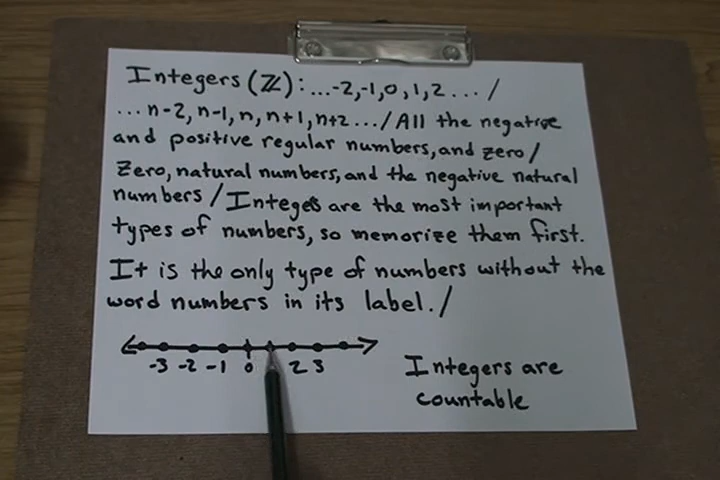 Integers (ℤ): ...-2,-1,0,1,2.../
...n-2, n-1, n, n+1, n+2.../All the negative
and positive regular numbers, and zero/
Zero, natural numbers, and the negative natural
numbers/Integes are the most important
types of numbers, so memorize them first.
It is the only type of numbers without the
word numbers in its label./
-3 -2 -1 0 2 3
Integers are
countable